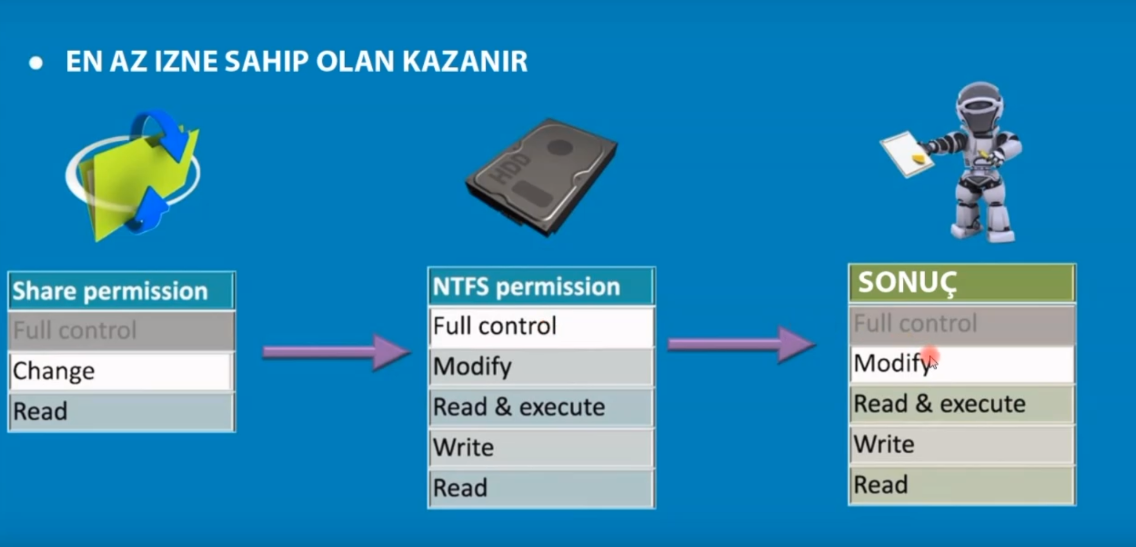 • EN AZ IZNE SAHIP OLAN KAZANIR
HDD
Share permission
Full control
Change
Read
NTFS permission
Full control
Modify
Read & execute
Write
Read
SONUÇ
Full control
Modify
Read & execute
Write
Read